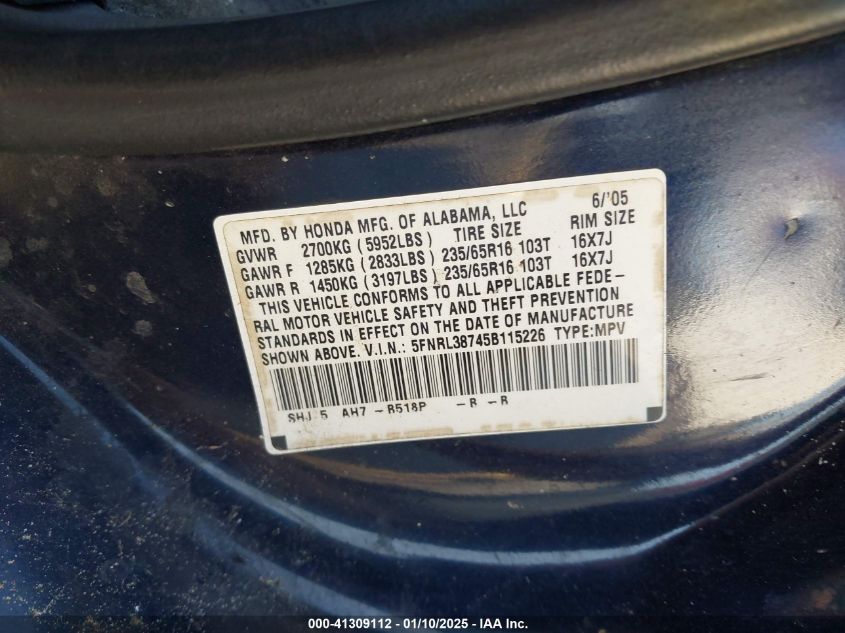 MFD. BY HONDA MFG. OF ALABAMA, LLC 6/'05
GVWR 2700KG (5952LBS) TIRE SIZE RIM SIZE
GAWR F 1285KG (2833LBS) 235/65R16 103T 16X7J
GAWR R 1450KG (3197LBS) 235/65R16 103T 16X7J
THIS VEHICLE CONFORMS TO ALL APPLICABLE FEDE-
RAL MOTOR VEHICLE SAFETY AND THEFT PREVENTION
STANDARDS IN EFFECT ON THE DATE OF MANUFACTURE
SHOWN ABOVE. V.I.N.: 5FNRL38745B115226 TYPE:MPV
SHJ 5 AH7 -B518P -B -B
000-41309112 - 01/10/2025 - IAA Inc.